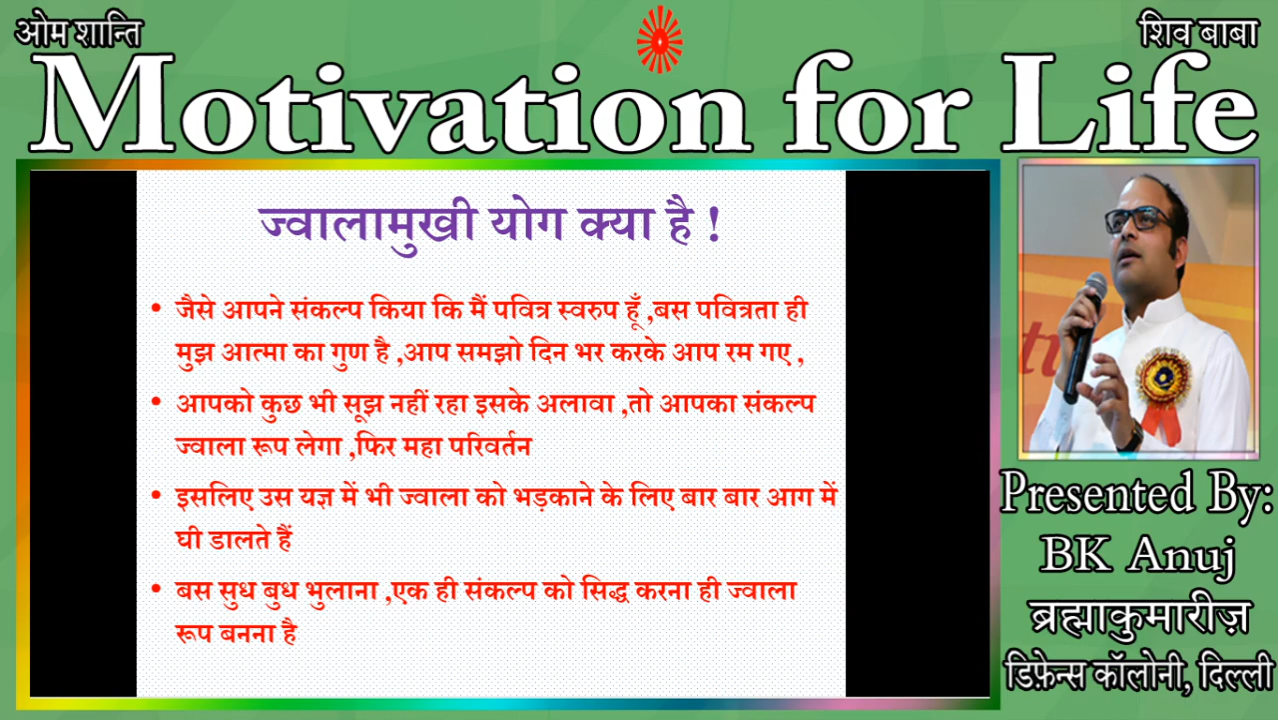 ओम शान्ति
शिव बाबा
Motivation for Life
ज्वालामुखी योग क्या है !
• जैसे आपने संकल्प किया कि मैं पवित्र स्वरुप हूँ ,बस पवित्रता ही
मुझ आत्मा का गुण है ,आप समझो दिन भर करके आप रम गए ,
• आपको कुछ भी सूझ नहीं रहा इसके अलावा ,तो आपका संकल्प
ज्वाला रूप लेगा ,फिर महा परिवर्तन
• इसलिए उस यज्ञ में भी ज्वाला को भड़काने के लिए बार बार आग में
घी डालते हैं
• बस सुध बुध भुलाना ,एक ही संकल्प को सिद्ध करना ही ज्वाला
रूप बनना है
Presented By:
BK Anuj
ब्रह्माकुमारीज़
डिफ़ेन्स कॉलोनी, दिल्ली